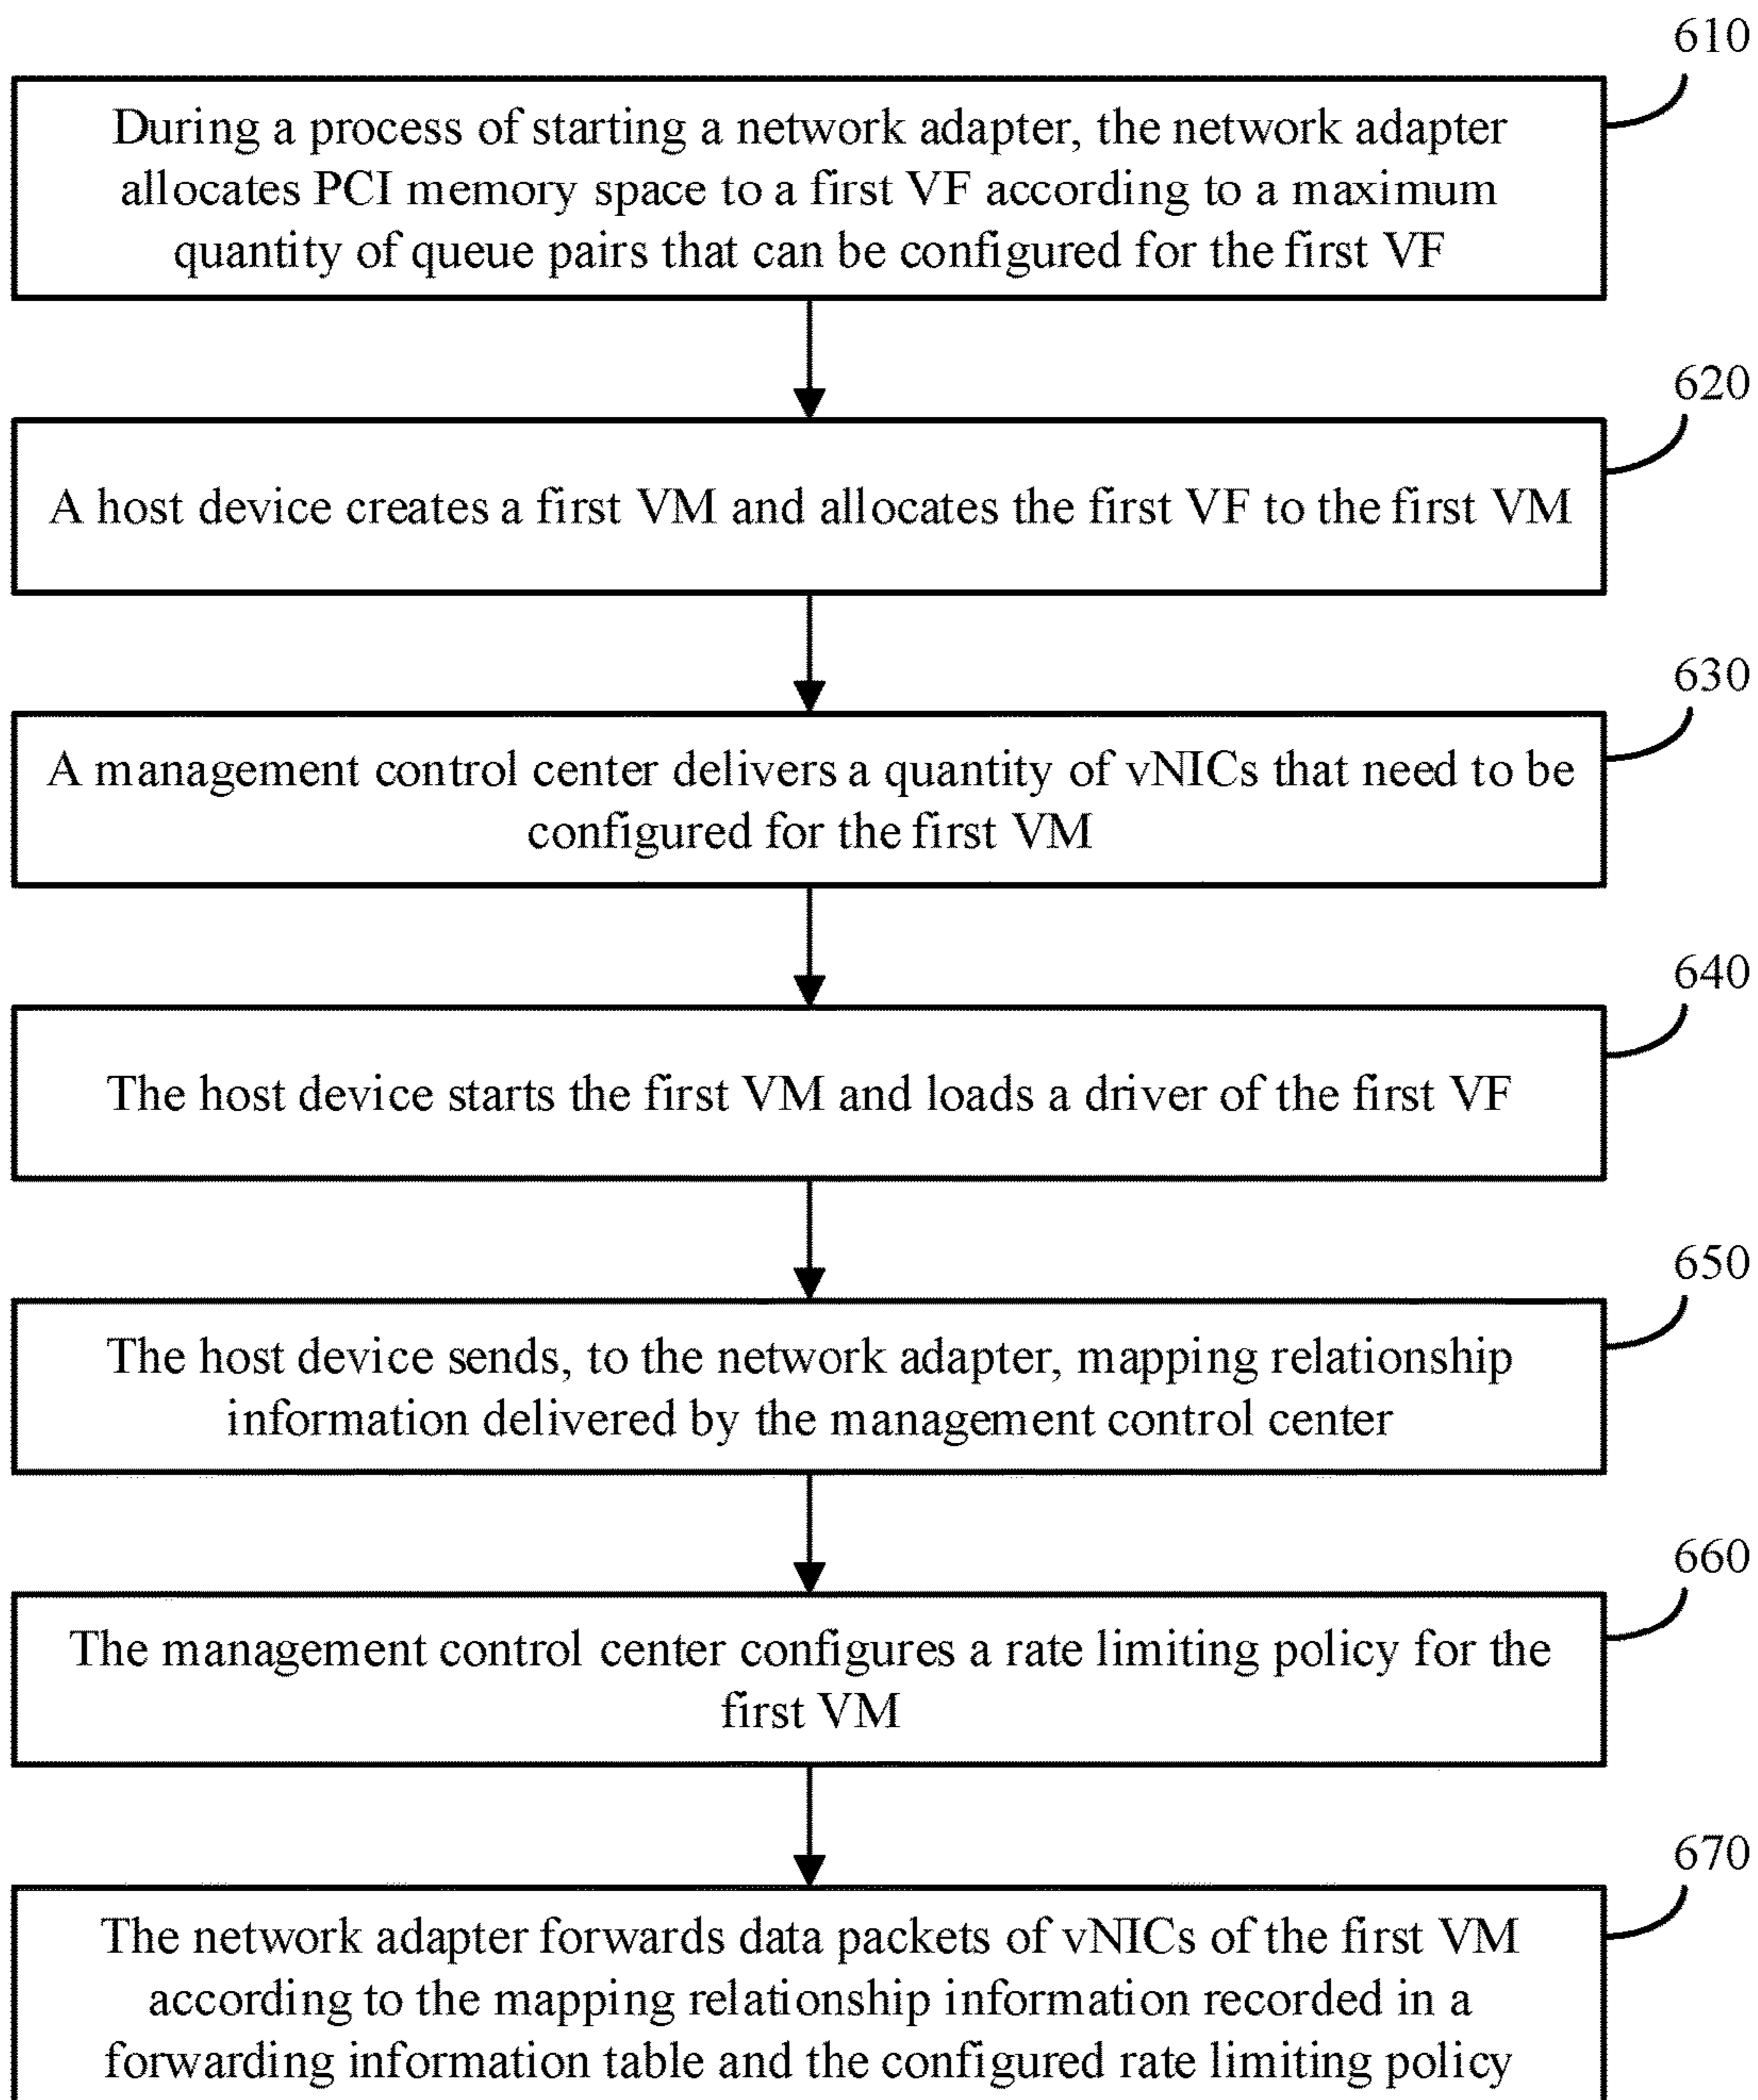 610
During a process of starting a network adapter, the network adapter
allocates PCI memory space to a first VF according to a maximum
quantity of queue pairs that can be configured for the first VF
620
A host device creates a first VM and allocates the first VF to the first VM
630
A management control center delivers a quantity of vNICs that need to be
configured for the first VM
640
The host device starts the first VM and loads a driver of the first VF
650
The host device sends, to the network adapter, mapping relationship
information delivered by the management control center
660
The management control center configures a rate limiting policy for the
first VM
670
The network adapter forwards data packets of vNICs of the first VM
according to the mapping relationship information recorded in a
forwarding information table and the configured rate limiting policy